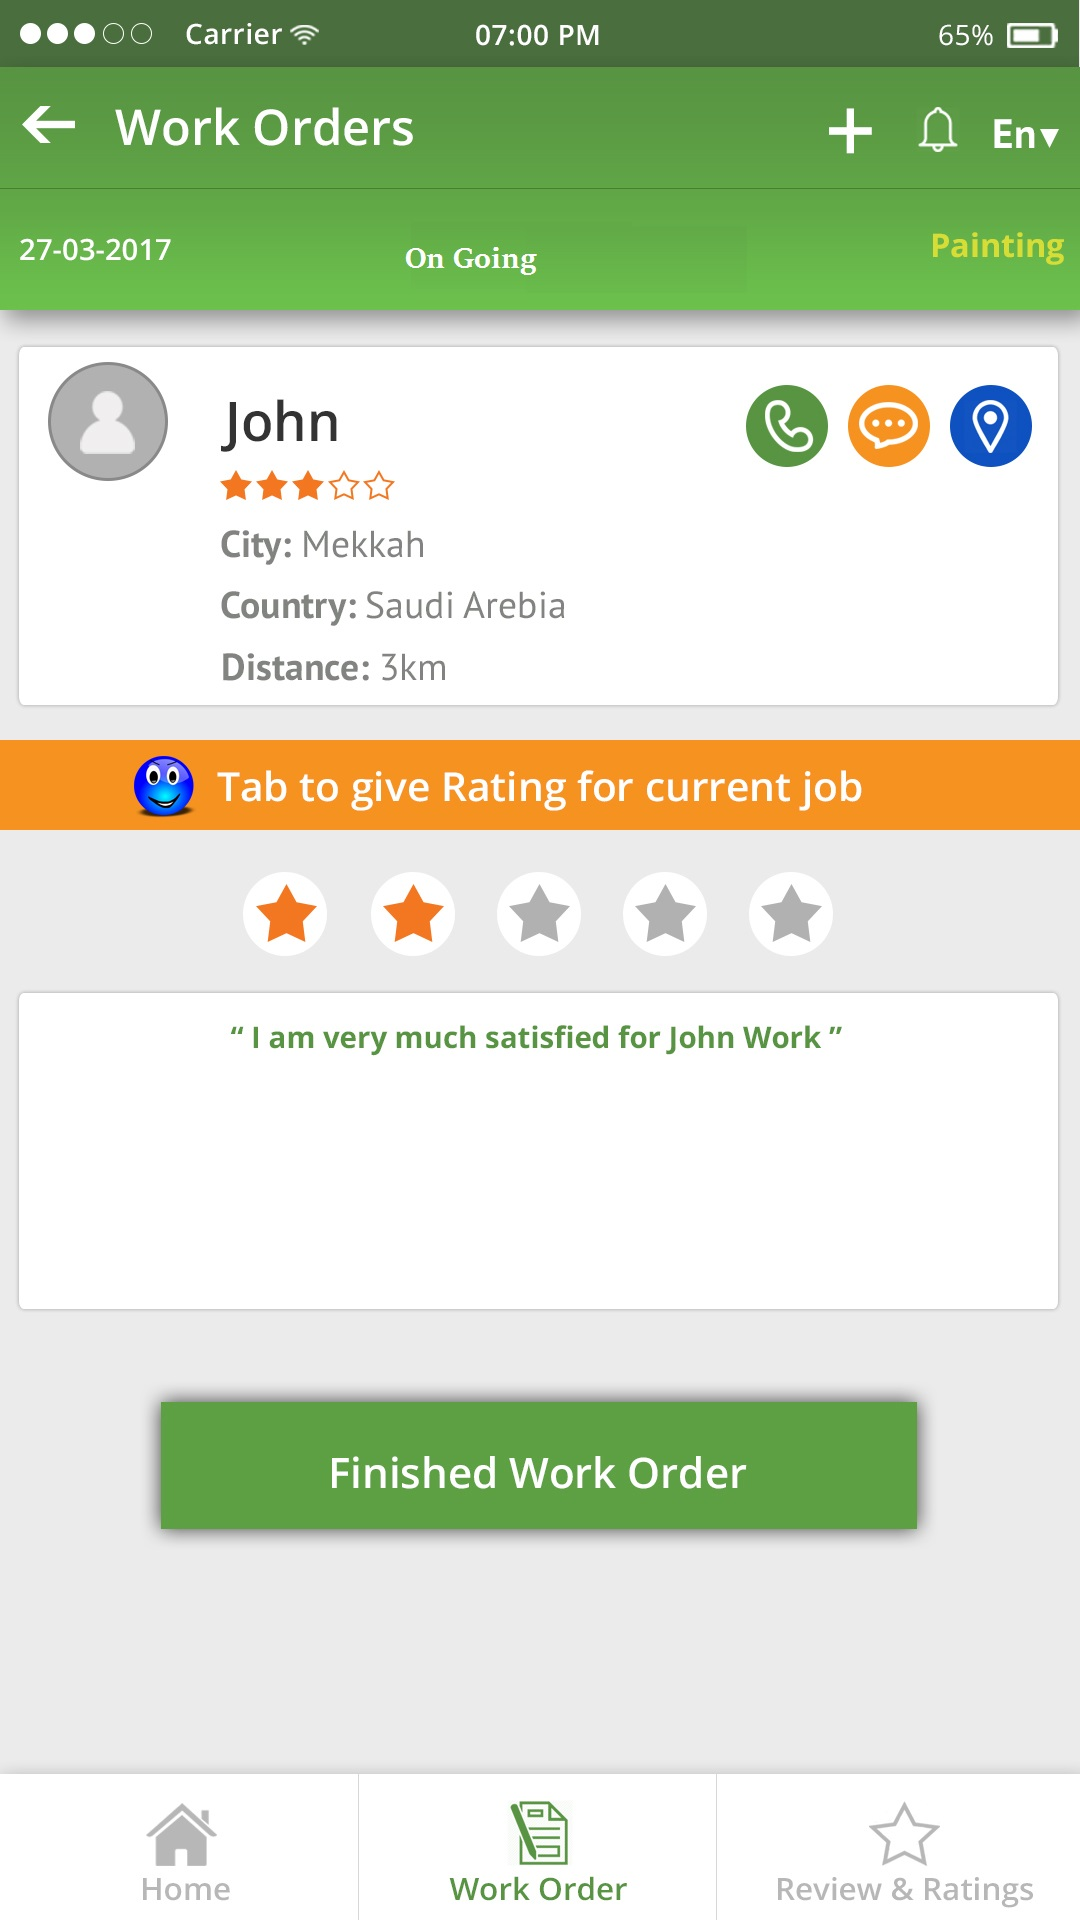 Carrier 07:00 PM 65%
Work Orders En▾
27-03-2017 On Going Painting
John
City: Mekkah
Country: Saudi Arebia
Distance: 3km
Tab to give Rating for current job
“ I am very much satisfied for John Work ”
Finished Work Order
Home Work Order Review & Ratings